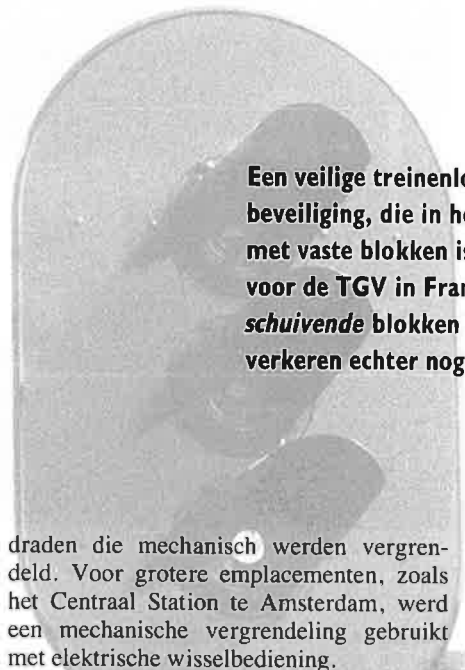 Een veilige treinenlo
beveiliging, die in he
met vaste blokken is
voor de TGV in Fran
schuivende blokken
verkeren echter nog
draden die mechanisch werden vergren-
deld. Voor grotere emplacementen, zoals
het Centraal Station te Amsterdam, werd
een mechanische vergrendeling gebruikt
met elektrische wisselbediening.